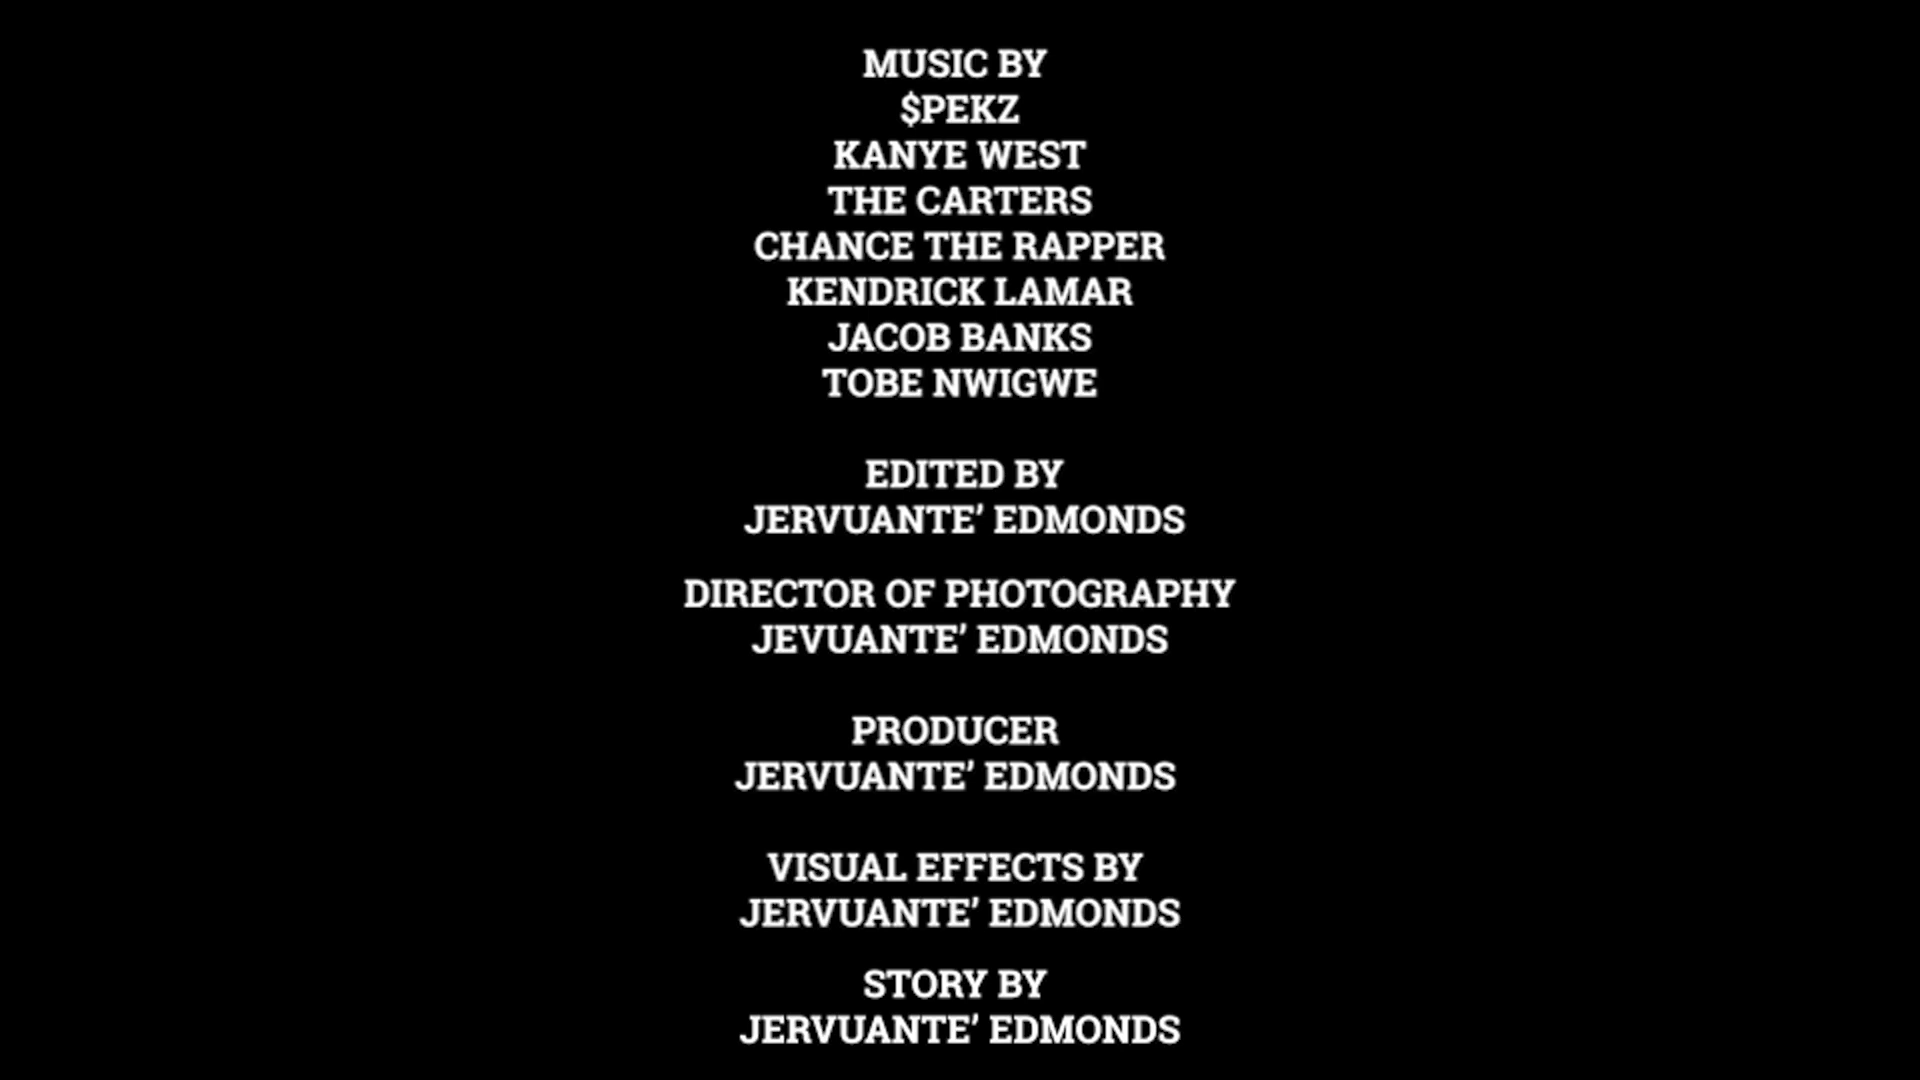 MUSIC BY
$PEKZ
KANYE WEST
THE CARTERS
CHANCE THE RAPPER
KENDRICK LAMAR
JACOB BANKS
TOBE NWIGWE
EDITED BY
JERVUANTE’ EDMONDS
DIRECTOR OF PHOTOGRAPHY
JEVUANTE’ EDMONDS
PRODUCER
JERVUANTE’ EDMONDS
VISUAL EFFECTS BY
JERVUANTE’ EDMONDS
STORY BY
JERVUANTE’ EDMONDS